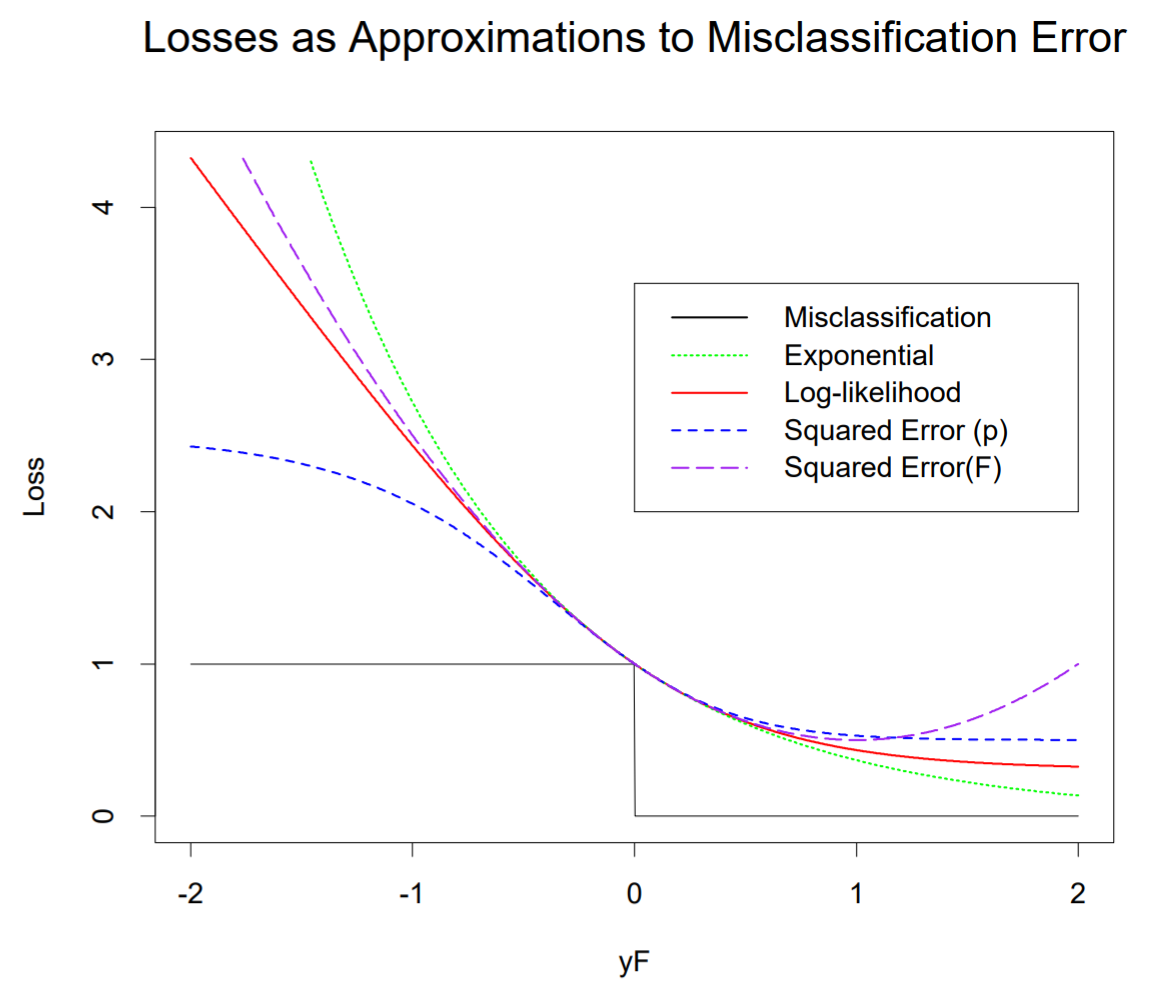 Losses as Approximations to Misclassification Error
4
3
2
1
0
Loss
Misclassification
Exponential
Log-likelihood
Squared Error (p)
Squared Error(F)
-2 -1 0 1 2
yF